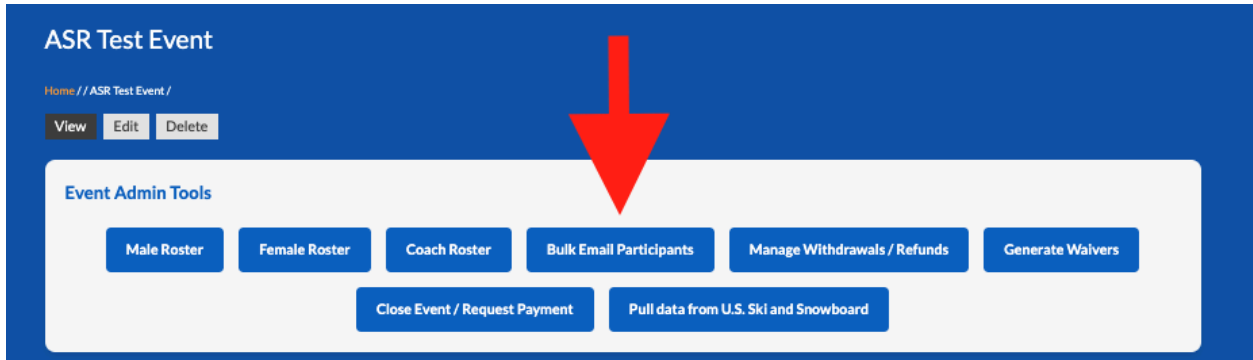 ASR Test Event
Home / / ASR Test Event /
View Edit Delete
Event Admin Tools
Male Roster Female Roster Coach Roster Bulk Email Participants Manage Withdrawals / Refunds Generate Waivers
Close Event / Request Payment Pull data from U.S. Ski and Snowboard